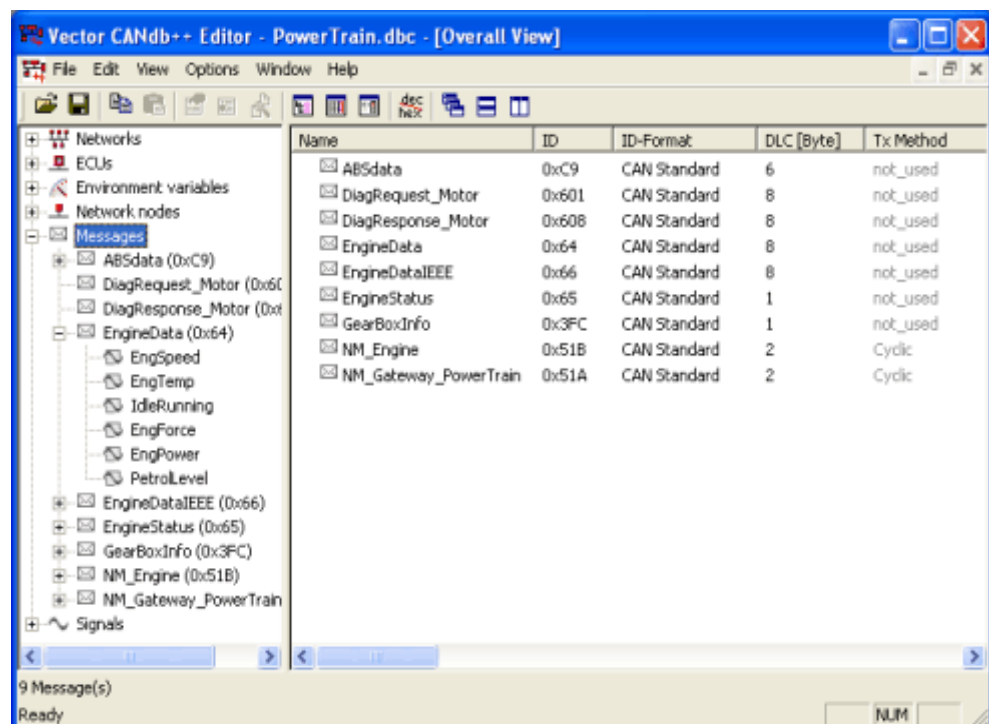 Vector CANdb++ Editor - PowerTrain.dbc - [Overall View]
File Edit View Options Window Help
dec
hex
Networks
ECUs
Environment variables
Network nodes
Messages
ABSdata (0xC9)
DiagRequest_Motor (0x60
DiagResponse_Motor (0x6
EngineData (0x64)
EngSpeed
EngTemp
IdleRunning
EngForce
EngPower
PetrolLevel
EngineDataIEEE (0x66)
EngineStatus (0x65)
GearBoxInfo (0x3FC)
NM_Engine (0x51B)
NM_Gateway_PowerTrain
Signals
Name ID ID-Format DLC [Byte] Tx Method
ABSdata 0xC9 CAN Standard 6 not_used
DiagRequest_Motor 0x601 CAN Standard 8 not_used
DiagResponse_Motor 0x608 CAN Standard 8 not_used
EngineData 0x64 CAN Standard 8 not_used
EngineDataIEEE 0x66 CAN Standard 8 not_used
EngineStatus 0x65 CAN Standard 1 not_used
GearBoxInfo 0x3FC CAN Standard 1 not_used
NM_Engine 0x51B CAN Standard 2 Cyclic
NM_Gateway_PowerTrain 0x51A CAN Standard 2 Cyclic
9 Message(s)
Ready NUM